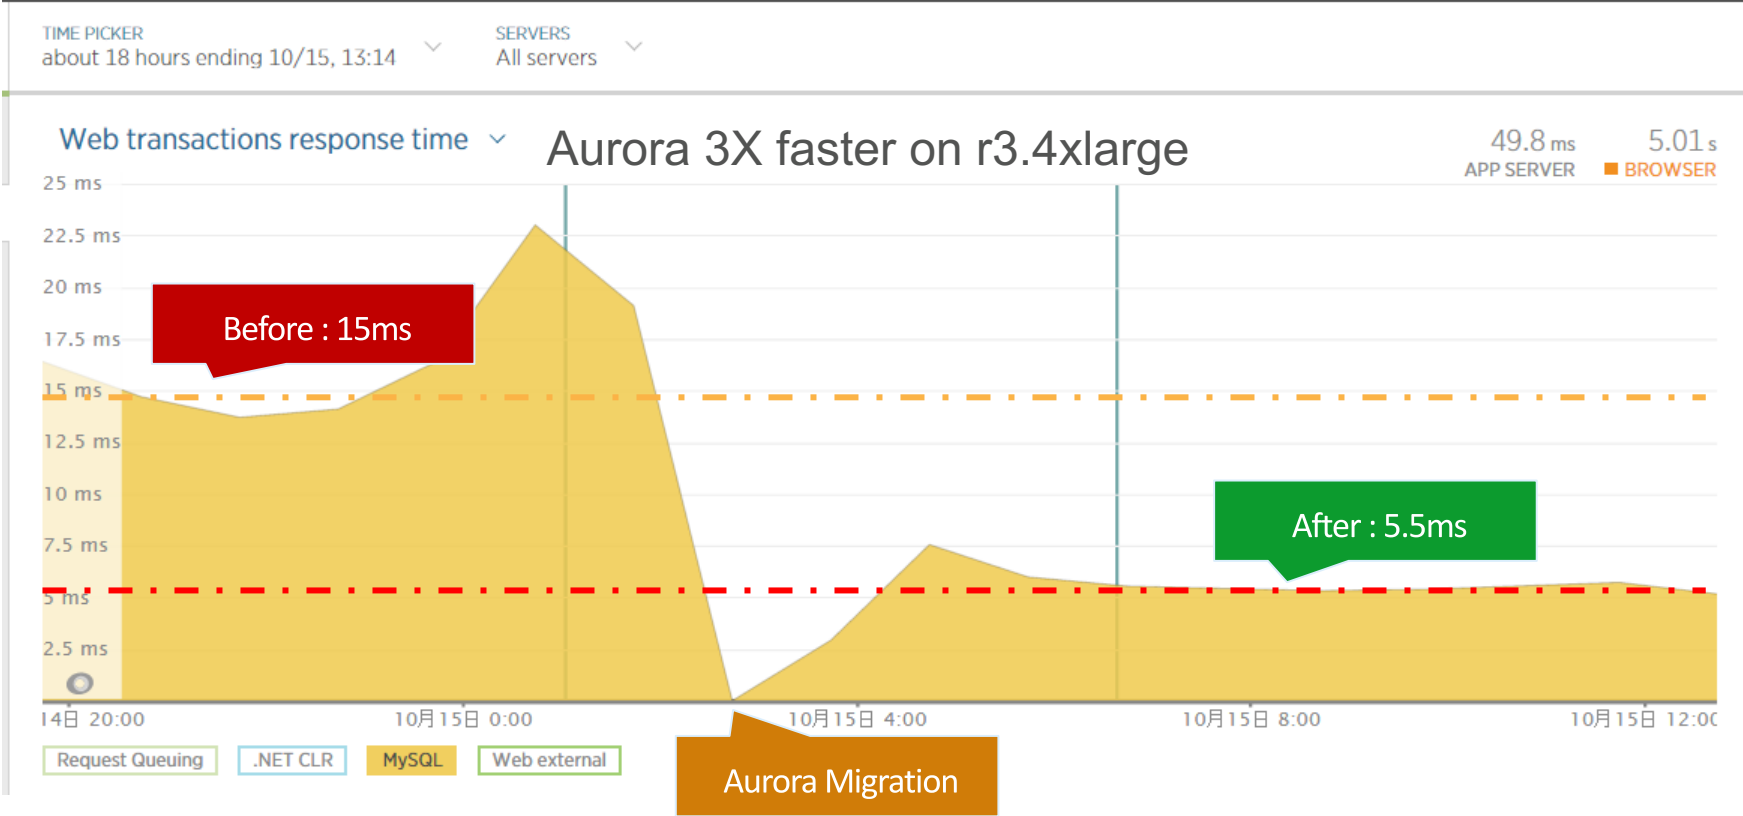 TIME PICKER
about 18 hours ending 10/15, 13:14
SERVERS
All servers
Web transactions response time
Aurora 3X faster on r3.4xlarge
49.8 ms
APP SERVER
5.01 s
BROWSER
25 ms
22.5 ms
20 ms
17.5 ms
15 ms
12.5 ms
10 ms
7.5 ms
5 ms
2.5 ms
Before : 15ms
After : 5.5ms
14日 20:00
10月15日 0:00
10月15日 4:00
10月15日 8:00
10月15日 12:00
Request Queuing
.NET CLR
MySQL
Web external
Aurora Migration